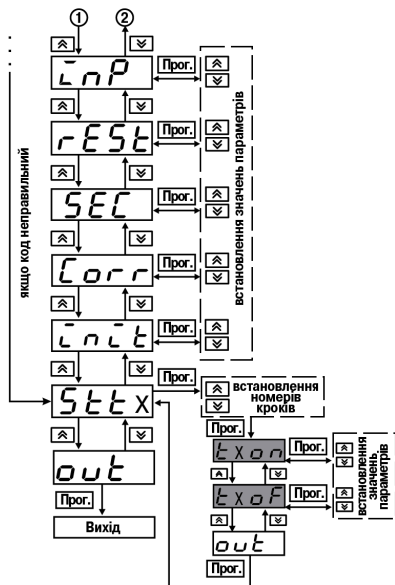 1 2
inP Прог.
rESt Прог.
SEC Прог.
Corr Прог.
init Прог.
встановлення значень параметрів
якщо код неправильний
Прог.
SttX
встановлення
номерів
кроків
Прог.
out
tXon Прог.
tXoF Прог.
встановлення
значень
параметрів
Прог.
Вихід
out
Прог.